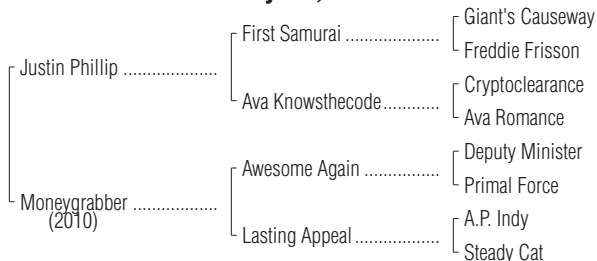 Giant's Causeway
First Samurai ...................
Freddie Frisson
Justin Phillip ...................
Cryptoclearance
Ava Knowsthecode............
Ava Romance
Deputy Minister
Awesome Again ................
Primal Force
Moneygrabber .................
(2010)
A.P. Indy
Lasting Appeal .................
Steady Cat